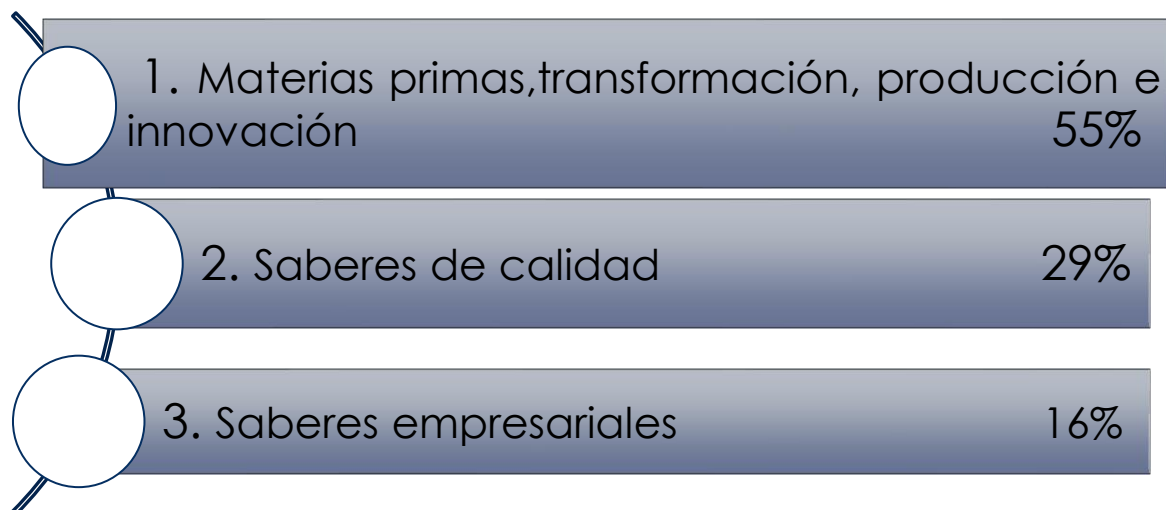 1. Materias primas,transformación, producción e
innovación 55%
2. Saberes de calidad 29%
3. Saberes empresariales 16%